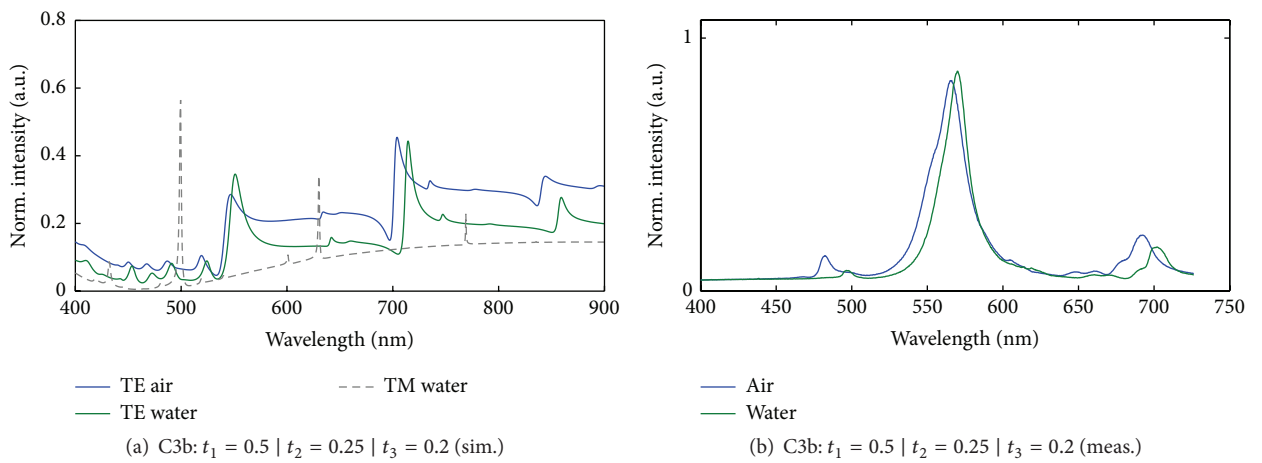 0.8
0.6
0.4
0.2
0
Norm. intensity (a.u.)
400 500 600 700 800 900
Wavelength (nm)
TE air
TE water
TM water
(a) C3b: t₁ = 0.5 | t₂ = 0.25 | t₃ = 0.2 (sim.)
1
0
Norm. intensity (a.u.)
400 450 500 550 600 650 700 750
Wavelength (nm)
Air
Water
(b) C3b: t₁ = 0.5 | t₂ = 0.25 | t₃ = 0.2 (meas.)